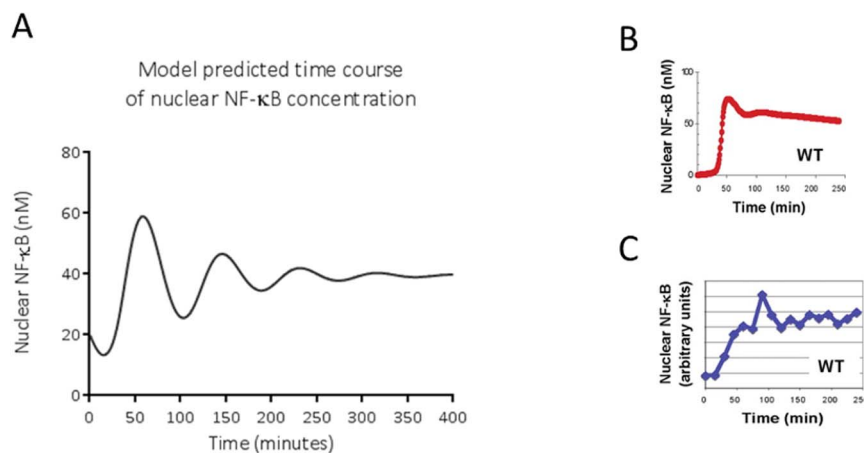 A
Model predicted time course
of nuclear NF-κB concentration
Nuclear NF-κB (nM)
80
60
40
20
0
0 50 100 150 200 250 300 350 400
Time (minutes)
B
Nuclear NF-κB (nM)
100
50
0
0 50 100 150 200 250
WT
Time (min)
C
Nuclear NF-κB
(arbitrary units)
WT
0 50 100 150 200 250
Time (min)